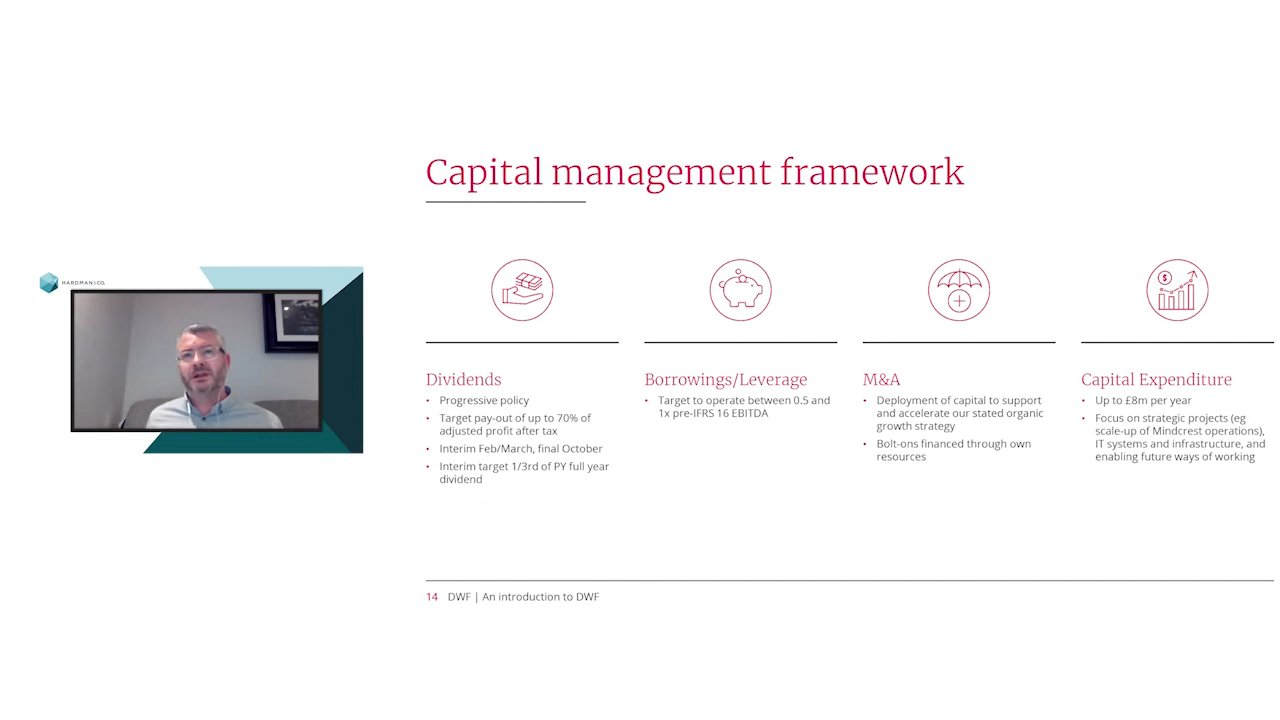 Capital management framework
HARDMAN&CO.
Dividends
• Progressive policy
• Target pay-out of up to 70% of
adjusted profit after tax
• Interim Feb/March, final October
• Interim target 1/3rd of PY full year
dividend
Borrowings/Leverage
• Target to operate between 0.5 and
1x pre-IFRS 16 EBITDA
M&A
• Deployment of capital to support
and accelerate our stated organic
growth strategy
• Bolt-ons financed through own
resources
$
Capital Expenditure
• Up to £8m per year
• Focus on strategic projects (eg
scale-up of Mindcrest operations),
IT systems and infrastructure, and
enabling future ways of working
14 DWF | An introduction to DWF